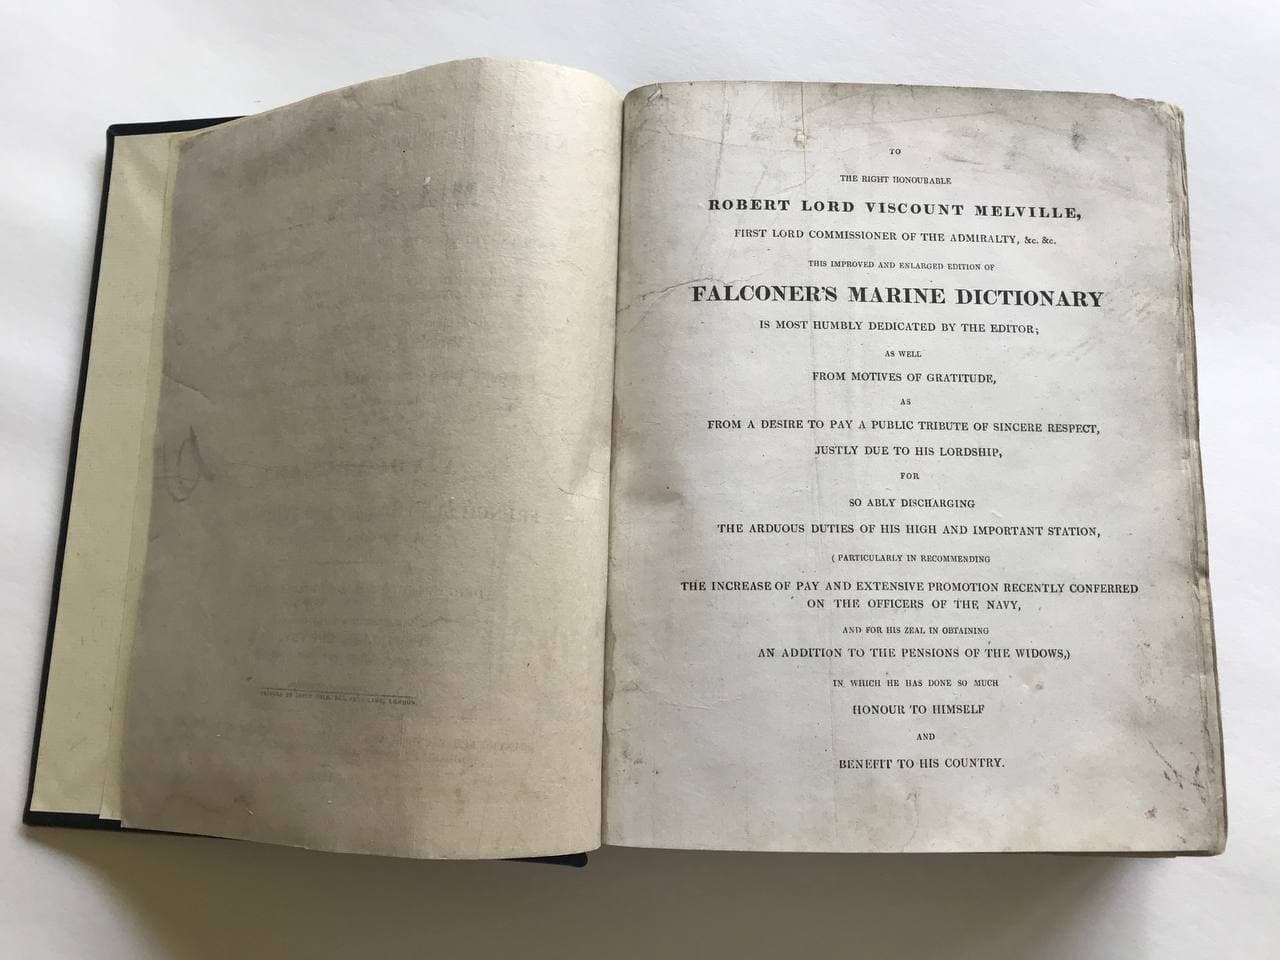 LONDON.
TO
THE RIGHT HONOURABLE
ROBERT LORD VISCOUNT MELVILLE,
FIRST LORD COMMISSIONER OF THE ADMIRALTY, &c. &c.
THIS IMPROVED AND ENLARGED EDITION OF
FALCONER'S MARINE DICTIONARY
IS MOST HUMBLY DEDICATED BY THE EDITOR;
AS WELL
FROM MOTIVES OF GRATITUDE,
AS
FROM A DESIRE TO PAY A PUBLIC TRIBUTE OF SINCERE RESPECT,
JUSTLY DUE TO HIS LORDSHIP,
FOR
SO ABLY DISCHARGING
THE ARDUOUS DUTIES OF HIS HIGH AND IMPORTANT STATION,
(PARTICULARLY IN RECOMMENDING
THE INCREASE OF PAY AND EXTENSIVE PROMOTION RECENTLY CONFERRED
ON THE OFFICERS OF THE NAVY,
AND FOR HIS ZEAL IN OBTAINING
AN ADDITION TO THE PENSIONS OF THE WIDOWS,)
IN WHICH HE HAS DONE SO MUCH
HONOUR TO HIMSELF
AND
BENEFIT TO HIS COUNTRY.